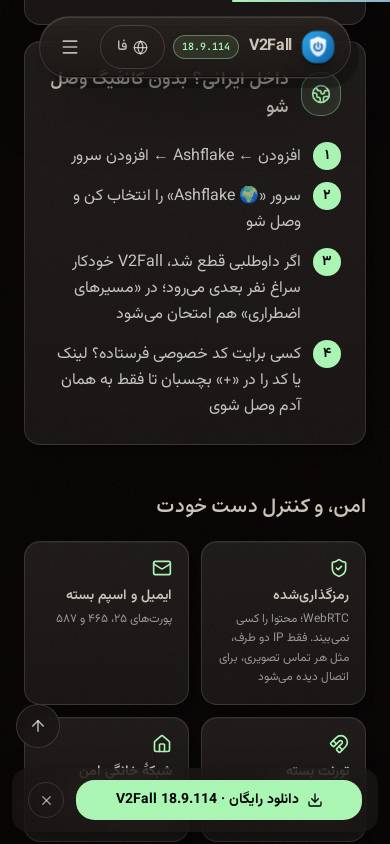 V2Fall 18.9.114 فا
داخل ایرانی؟ بدون کانفیگ وصل
شو
۱ افزودن ← Ashflake ← افزودن سرور
۲ سرور «🌍 Ashflake» را انتخاب کن و
وصل شو
۳ اگر داوطلبی قطع شد، V2Fall خودکار
سراغ نفر بعدی می‌رود؛ در «مسیرهای
اضطراری» هم امتحان می‌شود
۴ کسی برایت کد خصوصی فرستاده؟ لینک
یا کد را در «+» بچسبان تا فقط به همان
آدم وصل شوی
امن، و کنترل دست خودت
رمزگذاری‌شده
WebRTC؛ محتوا را کسی
نمی‌بیند. فقط IP دو طرف،
مثل هر تماس تصویری، برای
اتصال دیده می‌شود
ایمیل و اسپم بسته
پورت‌های ۲۵، ۴۶۵ و ۵۸۷
تورنت بسته
شبکهٔ خانگی امن
دانلود رایگان · V2Fall 18.9.114